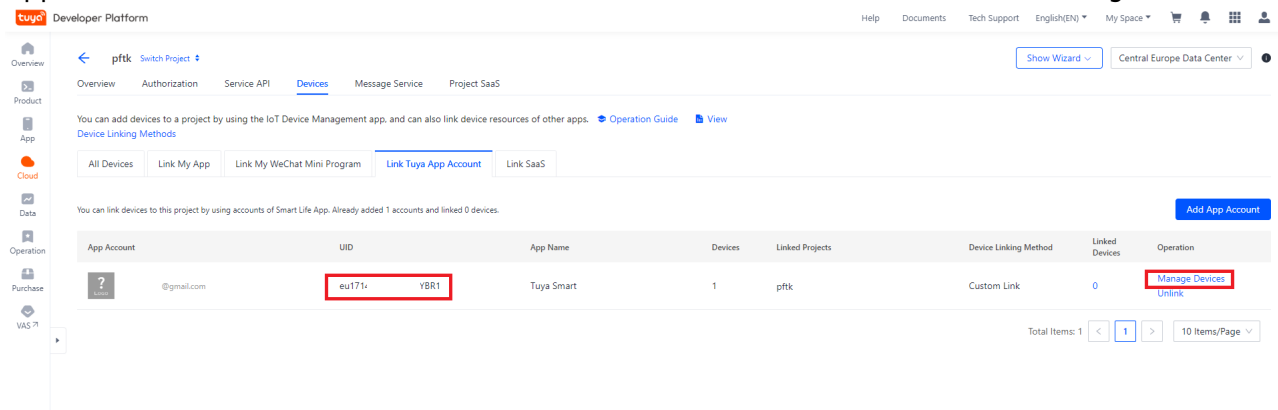 tuya Developer Platform Help Documents Tech Support English(EN) My Space
Overview
Product
App
Cloud
Data
Operation
Purchase
VAS
pftk Switch Project Show Wizard Central Europe Data Center
Overview Authorization Service API Devices Message Service Project SaaS
You can add devices to a project by using the IoT Device Management app, and can also link device resources of other apps. Operation Guide View
Device Linking Methods
All Devices Link My App Link My WeChat Mini Program Link Tuya App Account Link SaaS
You can link devices to this project by using accounts of Smart Life App. Already added 1 accounts and linked 0 devices. Add App Account
App Account UID App Name Devices Linked Projects Device Linking Method Linked Devices Operation
? @gmail.com eu1714 YBR1 Tuya Smart 1 pftk Custom Link 0 Manage Devices
Unlink
Total Items: 1 < 1 > 10 Items/Page